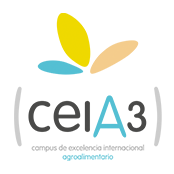 (ceiA3)
campus de excelencia internacional
agroalimentario